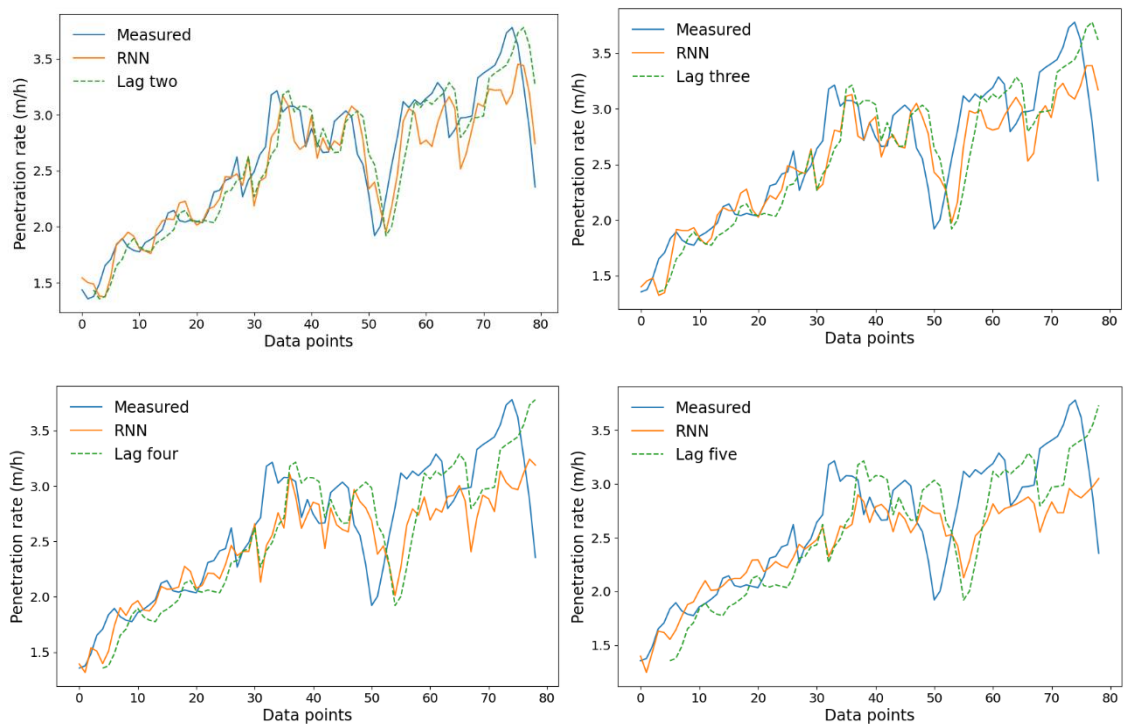 Measured
RNN
Lag two
Penetration rate (m/h)
3.5
3.0
2.5
2.0
1.5
0 10 20 30 40 50 60 70 80
Data points
Measured
RNN
Lag three
Penetration rate (m/h)
3.5
3.0
2.5
2.0
1.5
0 10 20 30 40 50 60 70 80
Data points
Measured
RNN
Lag four
Penetration rate (m/h)
3.5
3.0
2.5
2.0
1.5
0 10 20 30 40 50 60 70 80
Data points
Measured
RNN
Lag five
Penetration rate (m/h)
3.5
3.0
2.5
2.0
1.5
0 10 20 30 40 50 60 70 80
Data points